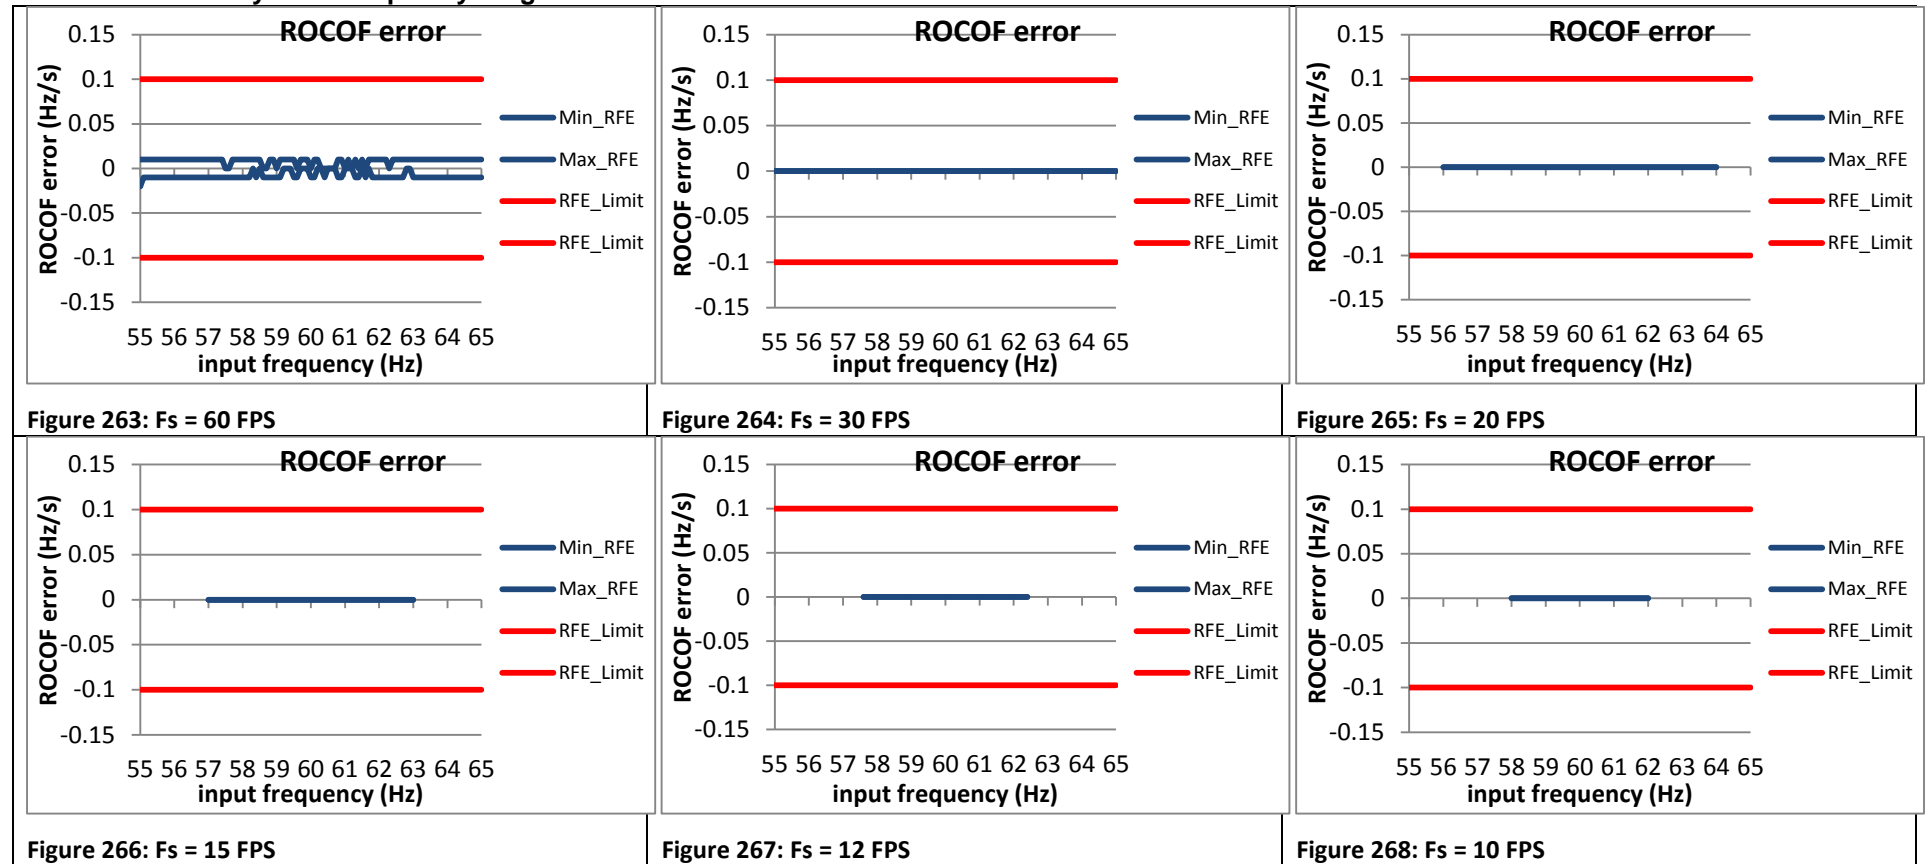 ROCOF error
0.15
0.1
0.05
0
-0.05
-0.1
-0.15
ROCOF error (Hz/s)
55 56 57 58 59 60 61 62 63 64 65
input frequency (Hz)
Min_RFE
Max_RFE
RFE_Limit
RFE_Limit
Figure 263: Fs = 60 FPS
ROCOF error
0.15
0.1
0.05
0
-0.05
-0.1
-0.15
ROCOF error (Hz/s)
55 56 57 58 59 60 61 62 63 64 65
input frequency (Hz)
Min_RFE
Max_RFE
RFE_Limit
RFE_Limit
Figure 264: Fs = 30 FPS
ROCOF error
0.15
0.1
0.05
0
-0.05
-0.1
-0.15
ROCOF error (Hz/s)
55 56 57 58 59 60 61 62 63 64 65
input frequency (Hz)
Min_RFE
Max_RFE
RFE_Limit
RFE_Limit
Figure 265: Fs = 20 FPS
ROCOF error
0.15
0.1
0.05
0
-0.05
-0.1
-0.15
ROCOF error (Hz/s)
55 56 57 58 59 60 61 62 63 64 65
input frequency (Hz)
Min_RFE
Max_RFE
RFE_Limit
RFE_Limit
Figure 266: Fs = 15 FPS
ROCOF error
0.15
0.1
0.05
0
-0.05
-0.1
-0.15
ROCOF error (Hz/s)
55 56 57 58 59 60 61 62 63 64 65
input frequency (Hz)
Min_RFE
Max_RFE
RFE_Limit
RFE_Limit
Figure 267: Fs = 12 FPS
ROCOF error
0.15
0.1
0.05
0
-0.05
-0.1
-0.15
ROCOF error (Hz/s)
55 56 57 58 59 60 61 62 63 64 65
input frequency (Hz)
Min_RFE
Max_RFE
RFE_Limit
RFE_Limit
Figure 268: Fs = 10 FPS